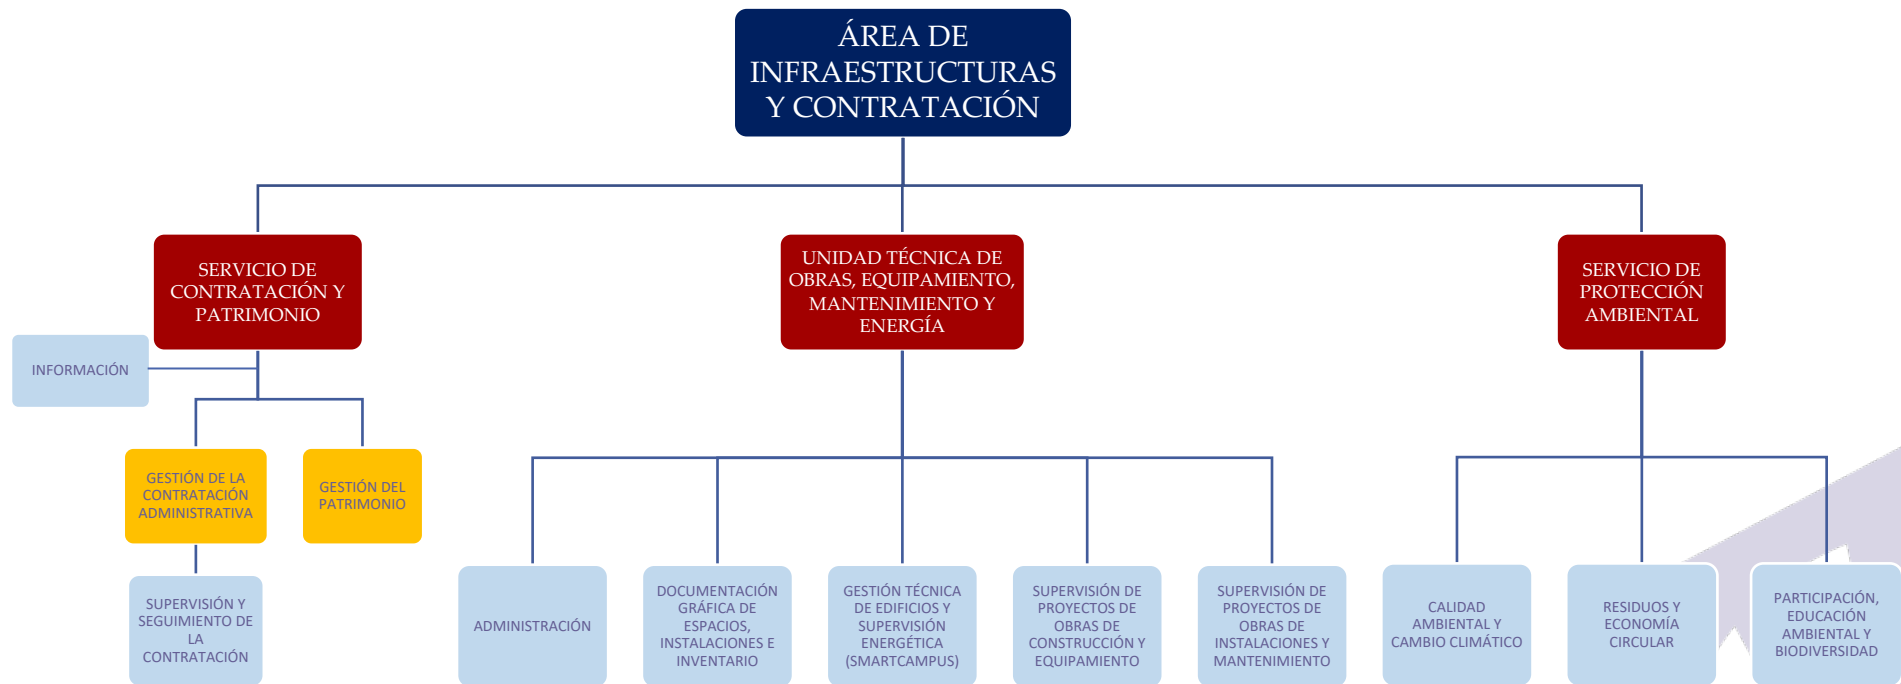 ÁREA DE
INFRAESTRUCTURAS
Y CONTRATACIÓN
SERVICIO DE
CONTRATACIÓN Y
PATRIMONIO
UNIDAD TÉCNICA DE
OBRAS, EQUIPAMIENTO,
MANTENIMIENTO Y
ENERGÍA
SERVICIO DE
PROTECCIÓN
AMBIENTAL
INFORMACIÓN
GESTIÓN DE LA
CONTRATACIÓN
ADMINISTRATIVA
GESTIÓN DEL
PATRIMONIO
SUPERVISIÓN Y
SEGUIMIENTO DE
LA
CONTRATACIÓN
ADMINISTRACIÓN
DOCUMENTACIÓN
GRÁFICA DE
ESPACIOS,
INSTALACIONES E
INVENTARIO
GESTIÓN TÉCNICA
DE EDIFICIOS Y
SUPERVISIÓN
ENERGÉTICA
(SMARTCAMPUS)
SUPERVISIÓN DE
PROYECTOS DE
OBRAS DE
CONSTRUCCIÓN Y
EQUIPAMIENTO
SUPERVISIÓN DE
PROYECTOS DE
OBRAS DE
INSTALACIONES Y
MANTENIMIENTO
CALIDAD
AMBIENTAL Y
CAMBIO CLIMÁTICO
RESIDUOS Y
ECONOMÍA
CIRCULAR
PARTICIPACIÓN,
EDUCACIÓN
AMBIENTAL Y
BIODIVERSIDAD